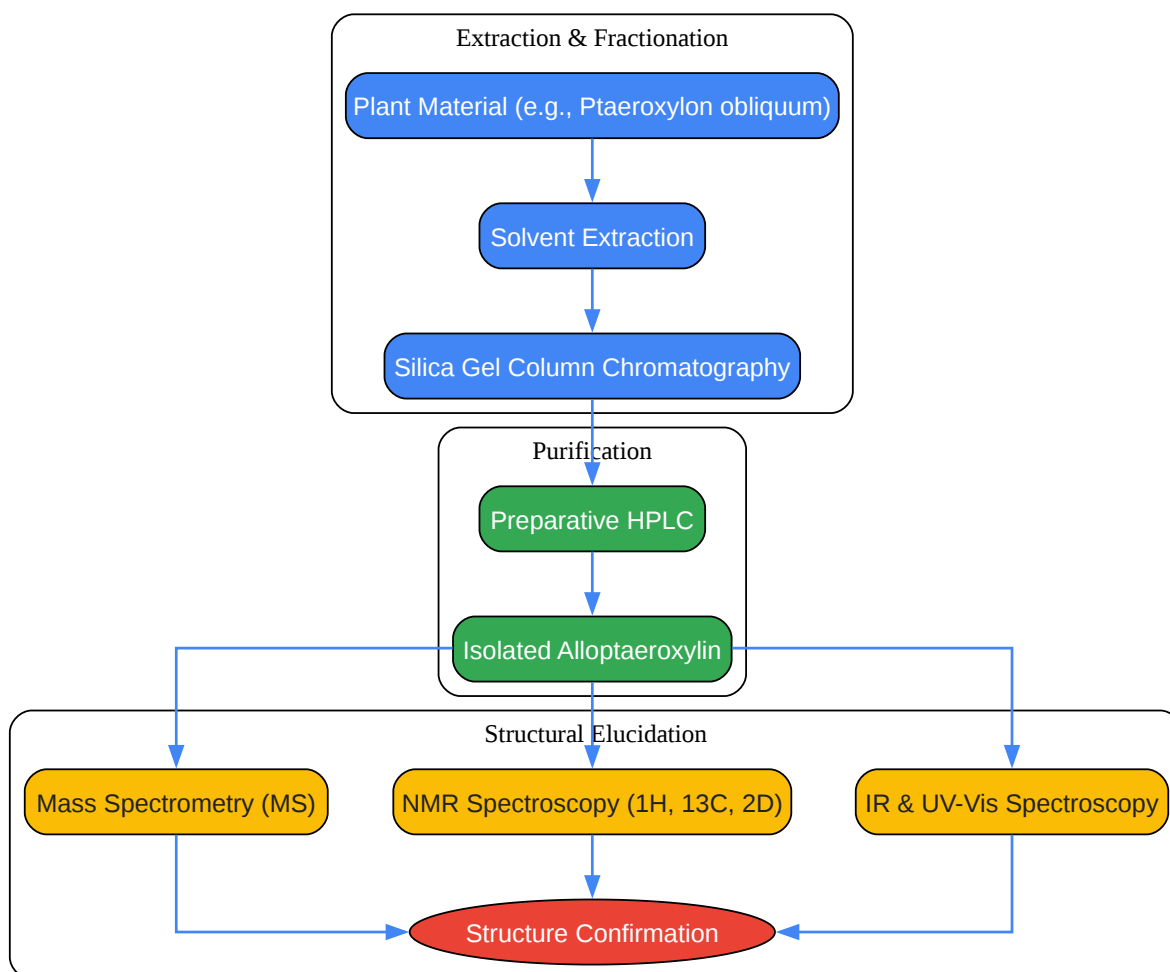 Extraction & Fractionation
Plant Material (e.g., Ptaeroxylon obliquum)
Solvent Extraction
Silica Gel Column Chromatography
Purification
Preparative HPLC
Isolated Alloptaeroxylin
Structural Elucidation
Mass Spectrometry (MS)
NMR Spectroscopy (1H, 13C, 2D)
IR & UV-Vis Spectroscopy
Structure Confirmation